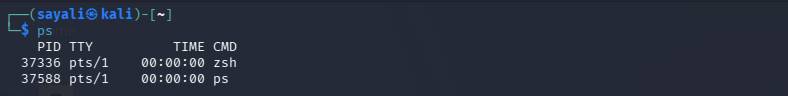 ┌──(sayali㉿kali)-[~]
└─$ ps
    PID TTY          TIME CMD
  37336 pts/1    00:00:00 zsh
  37588 pts/1    00:00:00 ps